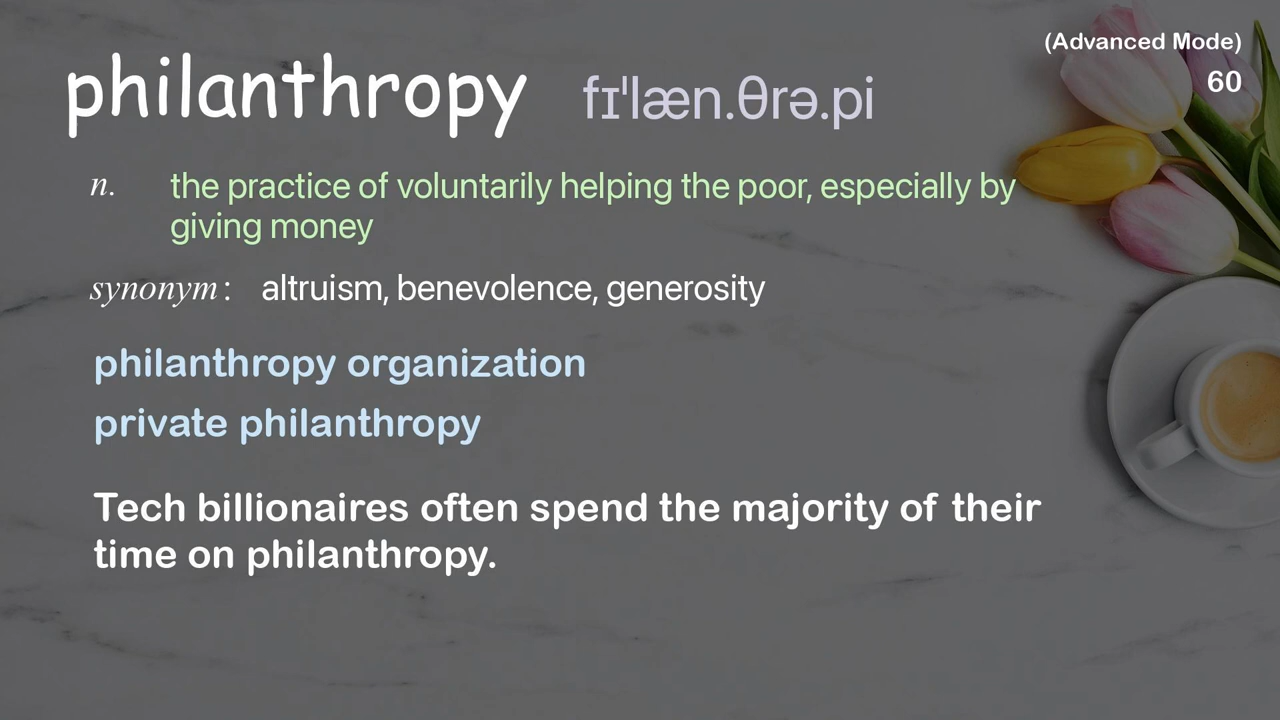 (Advanced Mode)
60
philanthropy fɪˈlæn.θrə.pi
n. the practice of voluntarily helping the poor, especially by
giving money
synonym: altruism, benevolence, generosity
philanthropy organization
private philanthropy
Tech billionaires often spend the majority of their
time on philanthropy.